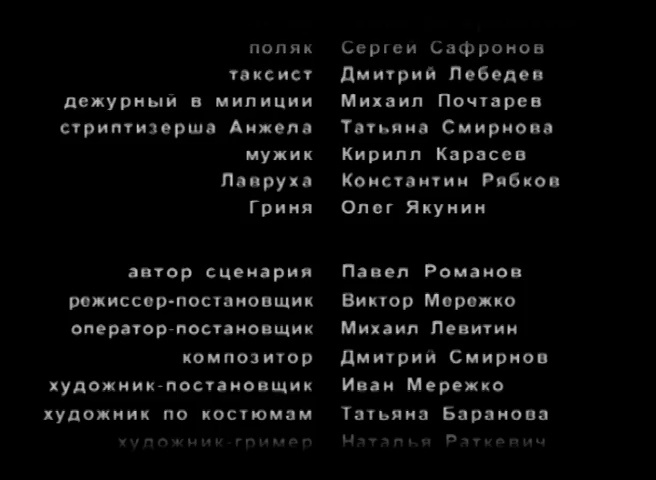 поляк Сергей Сафронов
таксист Дмитрий Лебедев
дежурный в милиции Михаил Почтарев
стриптизерша Анжела Татьяна Смирнова
мужик Кирилл Карасев
Лавруха Константин Рябков
Гриня Олег Якунин
автор сценария Павел Романов
режиссер-постановщик Виктор Мережко
оператор-постановщик Михаил Левитин
композитор Дмитрий Смирнов
художник-постановщик Иван Мережко
художник по костюмам Татьяна Баранова
художник-гример Наталья Раткевич